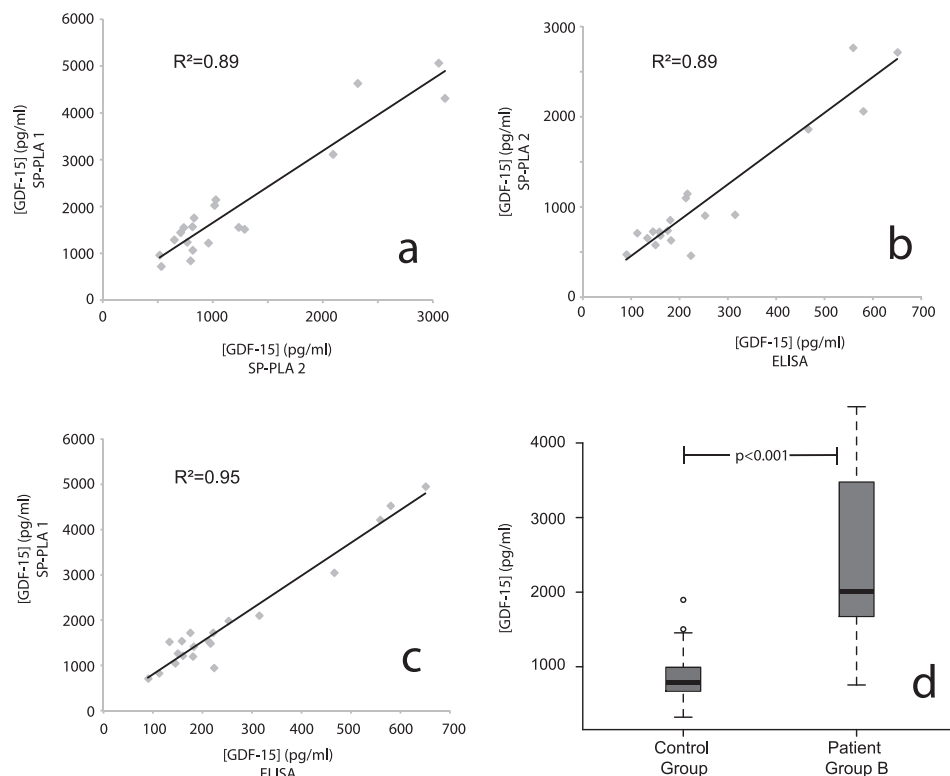 6000
5000
4000
3000
2000
1000
0
[GDF-15] (pg/ml)
SP-PLA 1
R²=0.89
a
0
1000
2000
3000
[GDF-15] (pg/ml)
SP-PLA 2
3000
2000
1000
0
[GDF-15] (pg/ml)
SP-PLA 2
R²=0.89
b
0
100
200
300
400
500
600
700
[GDF-15] (pg/ml)
ELISA
6000
5000
4000
3000
2000
1000
0
[GDF-15] (pg/ml)
SP-PLA 1
R²=0.95
c
0
100
200
300
400
500
600
700
[GDF-15] (pg/ml)
ELISA
4000
3000
2000
1000
[GDF-15] (pg/ml)
p<0.001
d
Control
Group
Patient
Group B